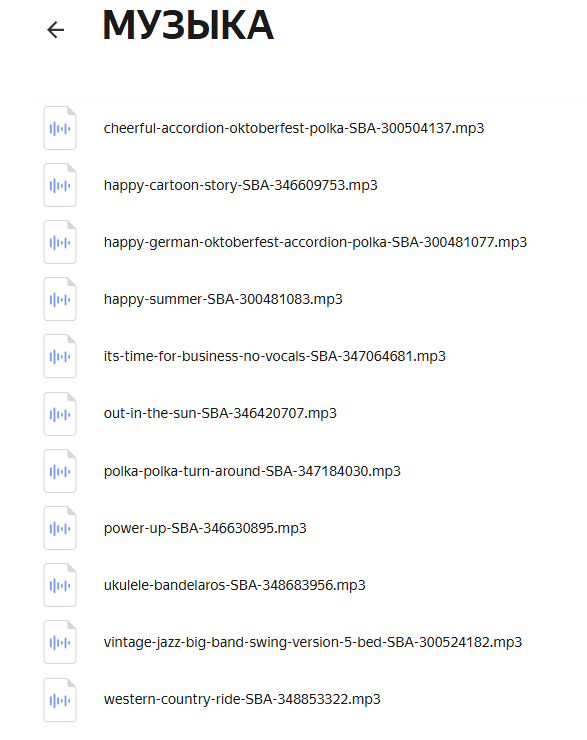 МУЗЫКА
cheerful-accordion-oktoberfest-polka-SBA-300504137.mp3
happy-cartoon-story-SBA-346609753.mp3
happy-german-oktoberfest-accordion-polka-SBA-300481077.mp3
happy-summer-SBA-300481083.mp3
its-time-for-business-no-vocals-SBA-347064681.mp3
out-in-the-sun-SBA-346420707.mp3
polka-polka-turn-around-SBA-347184030.mp3
power-up-SBA-346630895.mp3
ukulele-bandelaros-SBA-348683956.mp3
vintage-jazz-big-band-swing-version-5-bed-SBA-300524182.mp3
western-country-ride-SBA-348853322.mp3